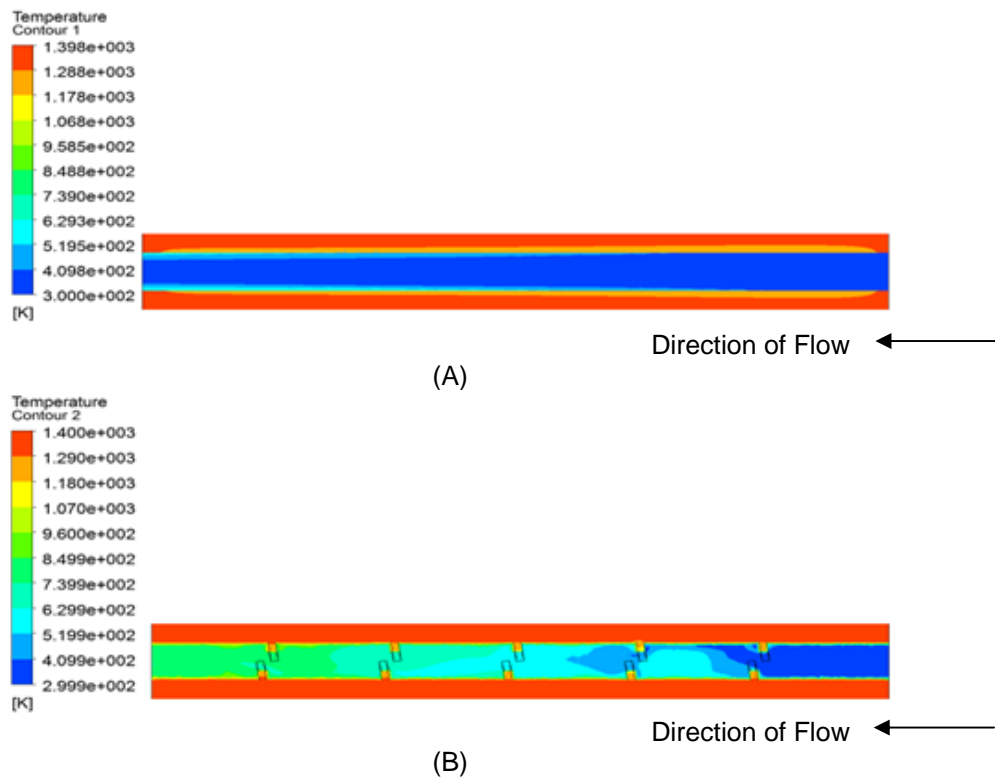 Temperature
Contour 1
1.398e+003
1.288e+003
1.178e+003
1.068e+003
9.585e+002
8.488e+002
7.390e+002
6.293e+002
5.195e+002
4.098e+002
3.000e+002
[K]
Direction of Flow
(A)
Temperature
Contour 2
1.400e+003
1.290e+003
1.180e+003
1.070e+003
9.600e+002
8.499e+002
7.399e+002
6.299e+002
5.199e+002
4.099e+002
2.999e+002
[K]
Direction of Flow
(B)